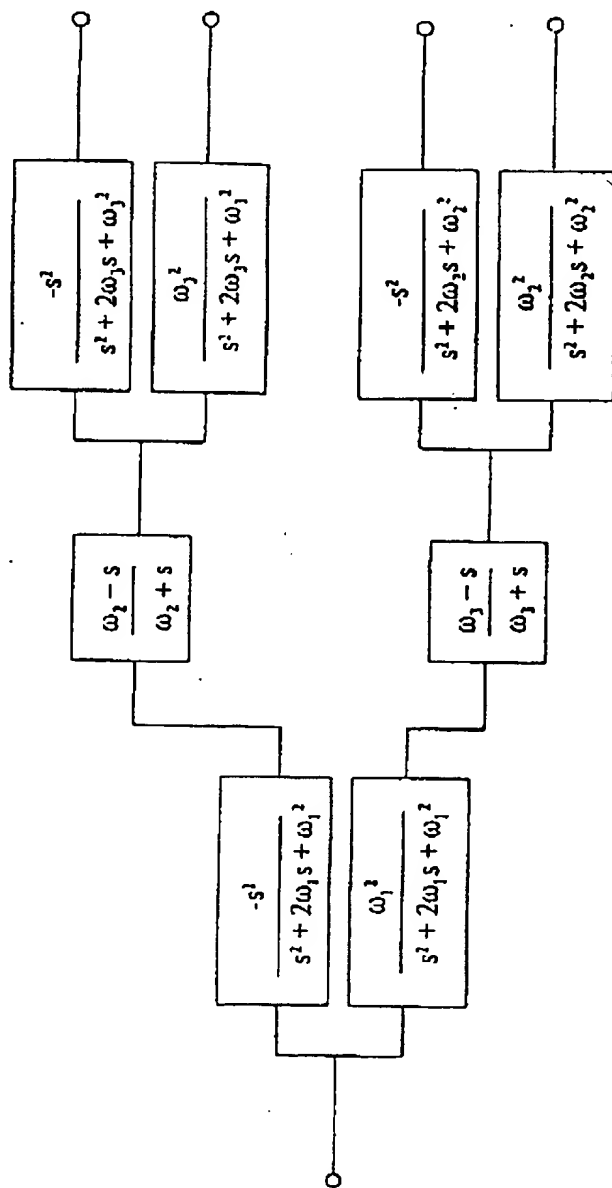 -s²
s² + 2ω₁s + ω₁²
ω₁²
s² + 2ω₁s + ω₁²
ω₂ − s
ω₂ + s
ω₃ − s
ω₃ + s
-s²
s² + 2ω₃s + ω₃²
ω₃²
s² + 2ω₃s + ω₃²
-s²
s² + 2ω₂s + ω₂²
ω₂²
s² + 2ω₂s + ω₂²